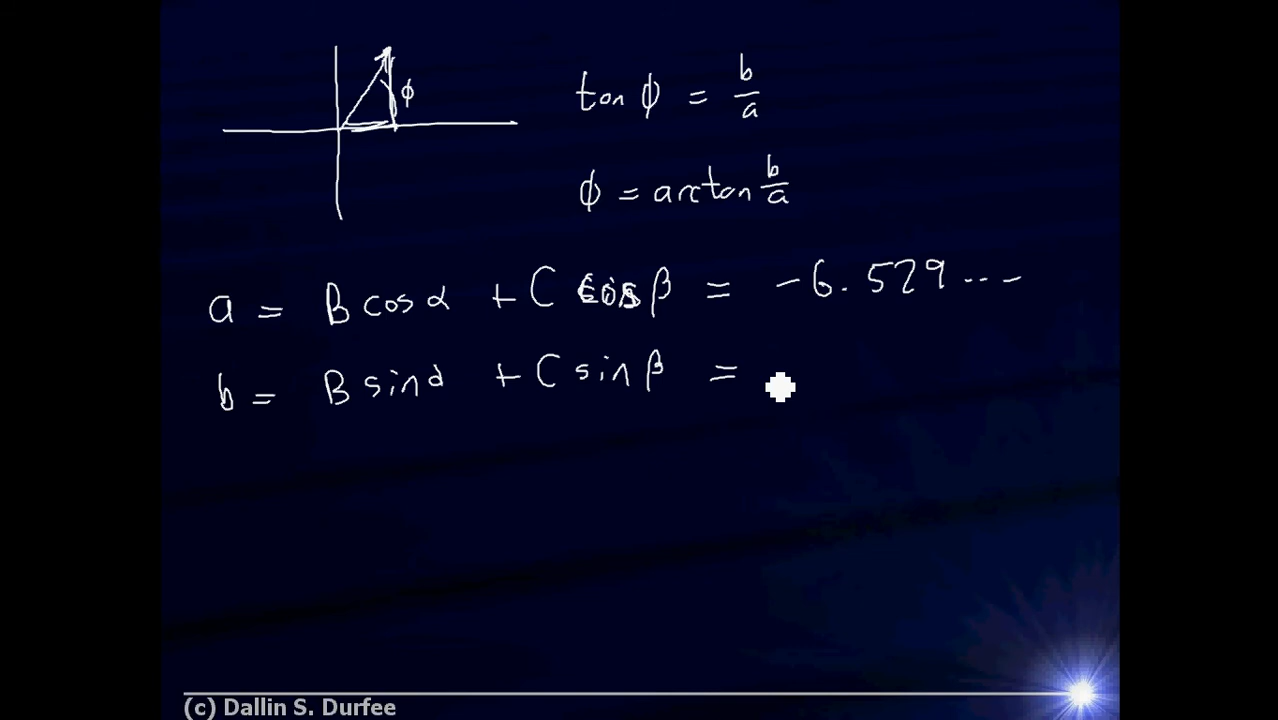 ϕ
tan ϕ = b/a
ϕ = arctan b/a
a = B cos α + C cos β = -6.529...-
b = B sin α + C sin β =
(c) Dallin S. Durfee